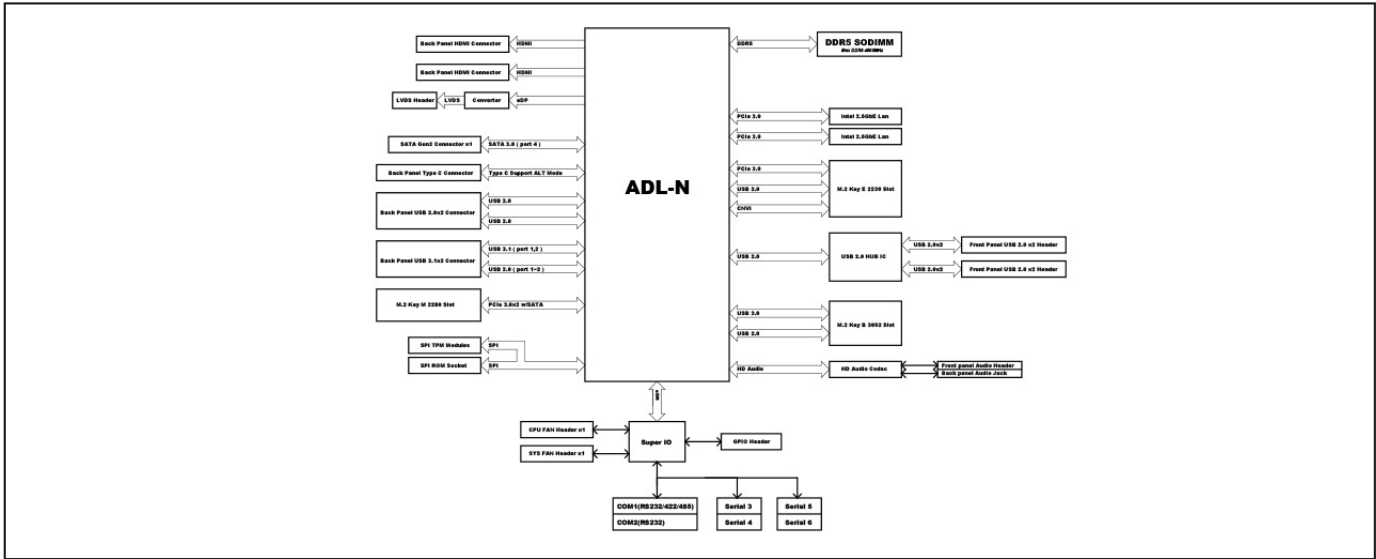 Back Panel HDMI Connector
HDMI
Back Panel HDMI Connector
HDMI
LVDS Header
LVDS
Converter
eDP
SATA Gen3 Connector x1
SATA 3.0 ( port 4 )
Back Panel Type C Connector
Type C Support ALT Mode
Back Panel USB 2.0x2 Connector
USB 2.0
USB 2.0
Back Panel USB 3.1x2 Connector
USB 3.1 ( port 1,2 )
USB 2.0 ( port 1~2 )
M.2 Key M 2280 Slot
PCIe 3.0x2 w/SATA
SPI TPM Modules
SPI
SPI ROM Socket
SPI
ADL-N
DDR5
DDR5 SODIMM
PCIe 3.0
Intel 2.5GbE Lan
PCIe 3.0
Intel 2.5GbE Lan
PCIe 3.0
USB 2.0
CNVi
M.2 Key E 2230 Slot
USB 2.0
USB 2.0 HUB IC
USB 2.0x2
Front Panel USB 2.0 x2 Header
USB 2.0x2
Front Panel USB 2.0 x2 Header
USB 3.0
USB 2.0
M.2 Key B 3052 Slot
HD Audio
HD Audio Codec
Front panel Audio Header
Back panel Audio Jack
CPU FAN Header x1
SYS FAN Header x1
Super IO
GPIO Header
COM1(RS232/422/485)
COM2(RS232)
Serial 3
Serial 4
Serial 5
Serial 6